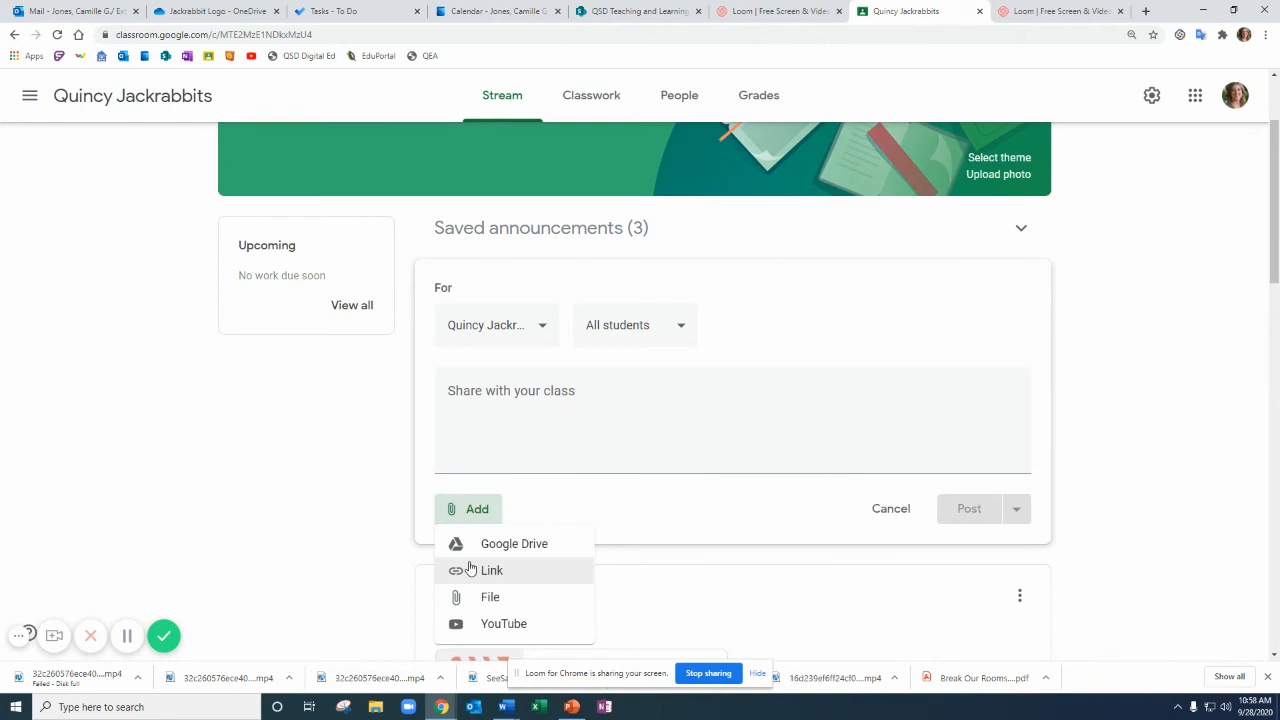 Mail - Jones, Camille G./ E
Jackrabbit Logo - OneDrive
Tasks - To Do
Calendar - Jones, Camille G
QSD Teaching and Learning
Loom | Free Screen & Video
Quincy Jackrabbits
Loom | Free Screen & Video
classroom.google.com/c/MTE2MzE1NDkxMzU4
Apps
QSD Digital Ed
EduPortal
QEA
Quincy Jackrabbits
Stream
Classwork
People
Grades
Select theme
Upload photo
Upcoming
No work due soon
View all
Saved announcements (3)
For
Quincy Jackr...
All students
Share with your class
Add
Cancel
Post
Google Drive
Link
File
YouTube
32c260576ece40....mp4
Failed - Disk full
32c260576ece40....mp4
32c260576ece40....mp4
Loom for Chrome is sharing your screen.
Stop sharing
Hide
16d239ef6ff24cf0....mp4
Break Our Rooms....pdf
Show all
Type here to search
10:58 AM
9/28/2020